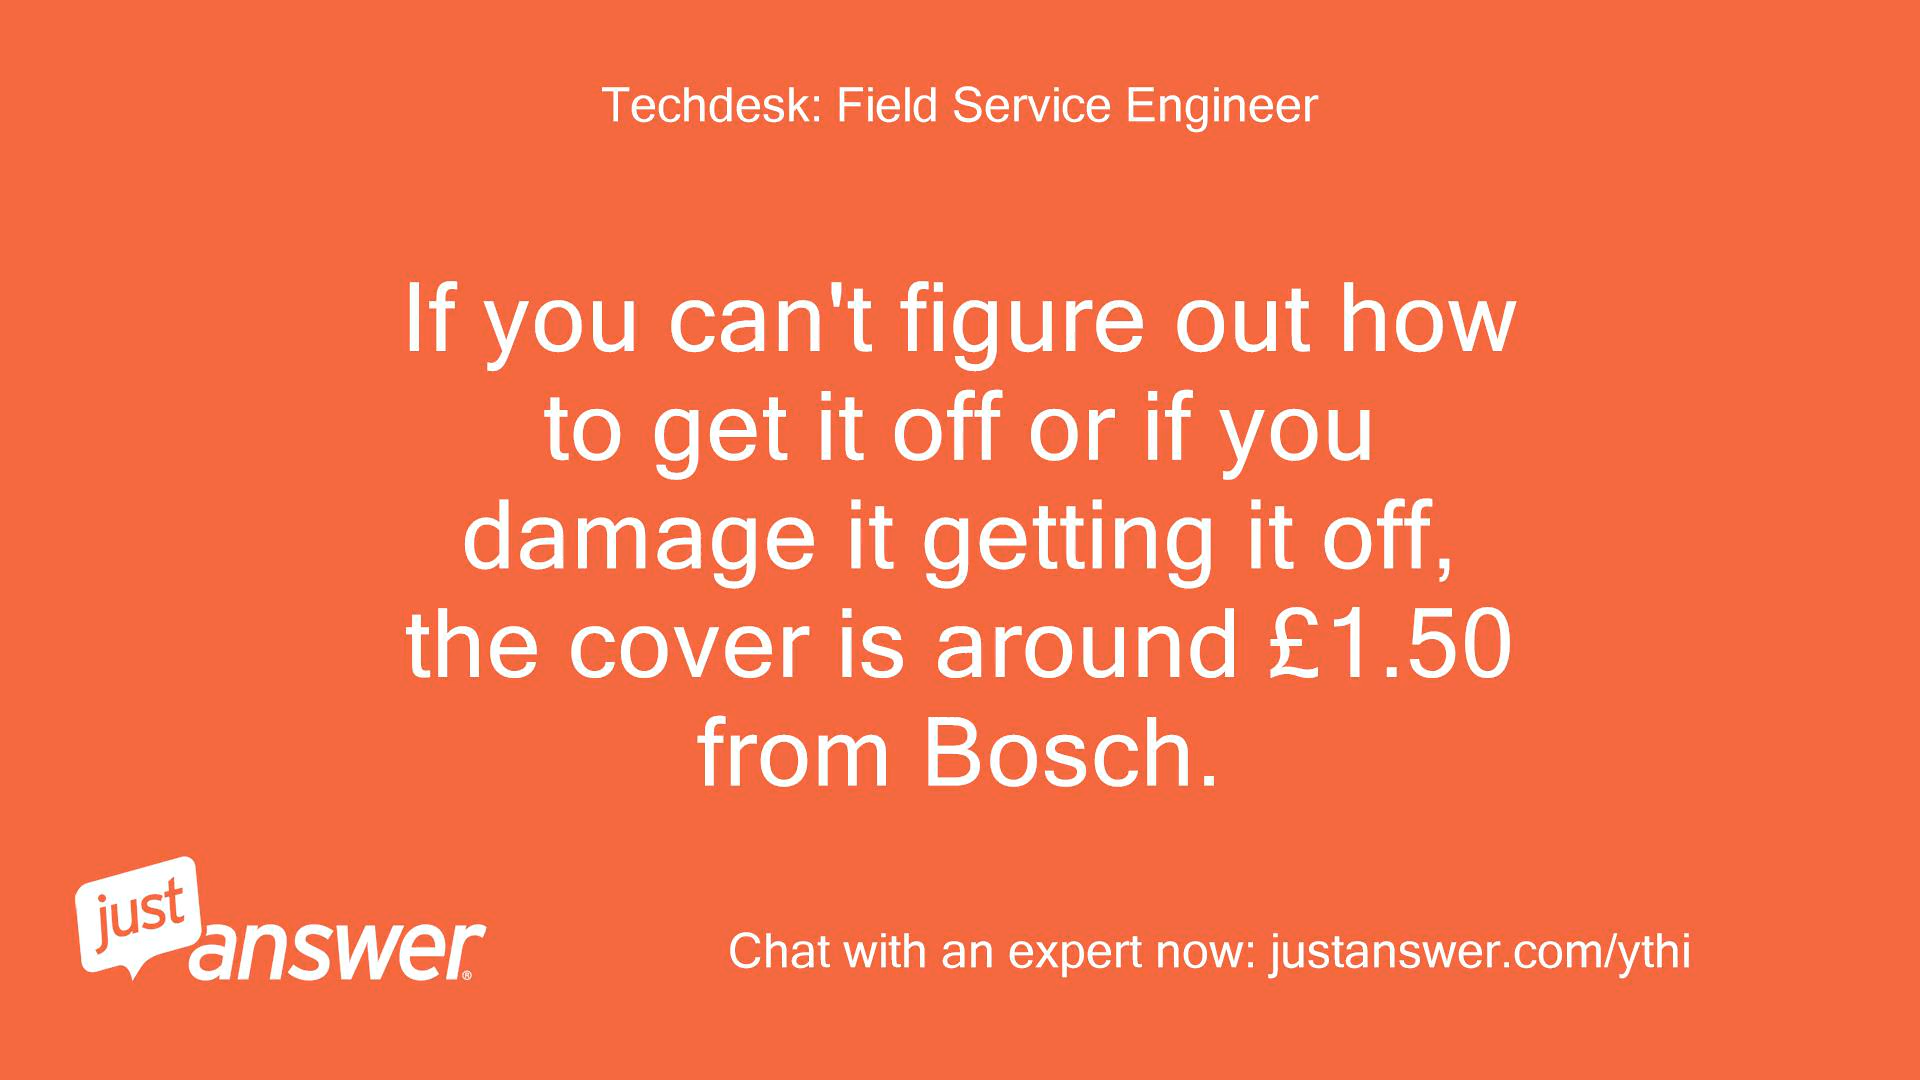 Techdesk: Field Service Engineer
If you can't figure out how
to get it off or if you
damage it getting it off,
the cover is around £1.50
from Bosch.
just
answer®
Chat with an expert now: justanswer.com/ythi